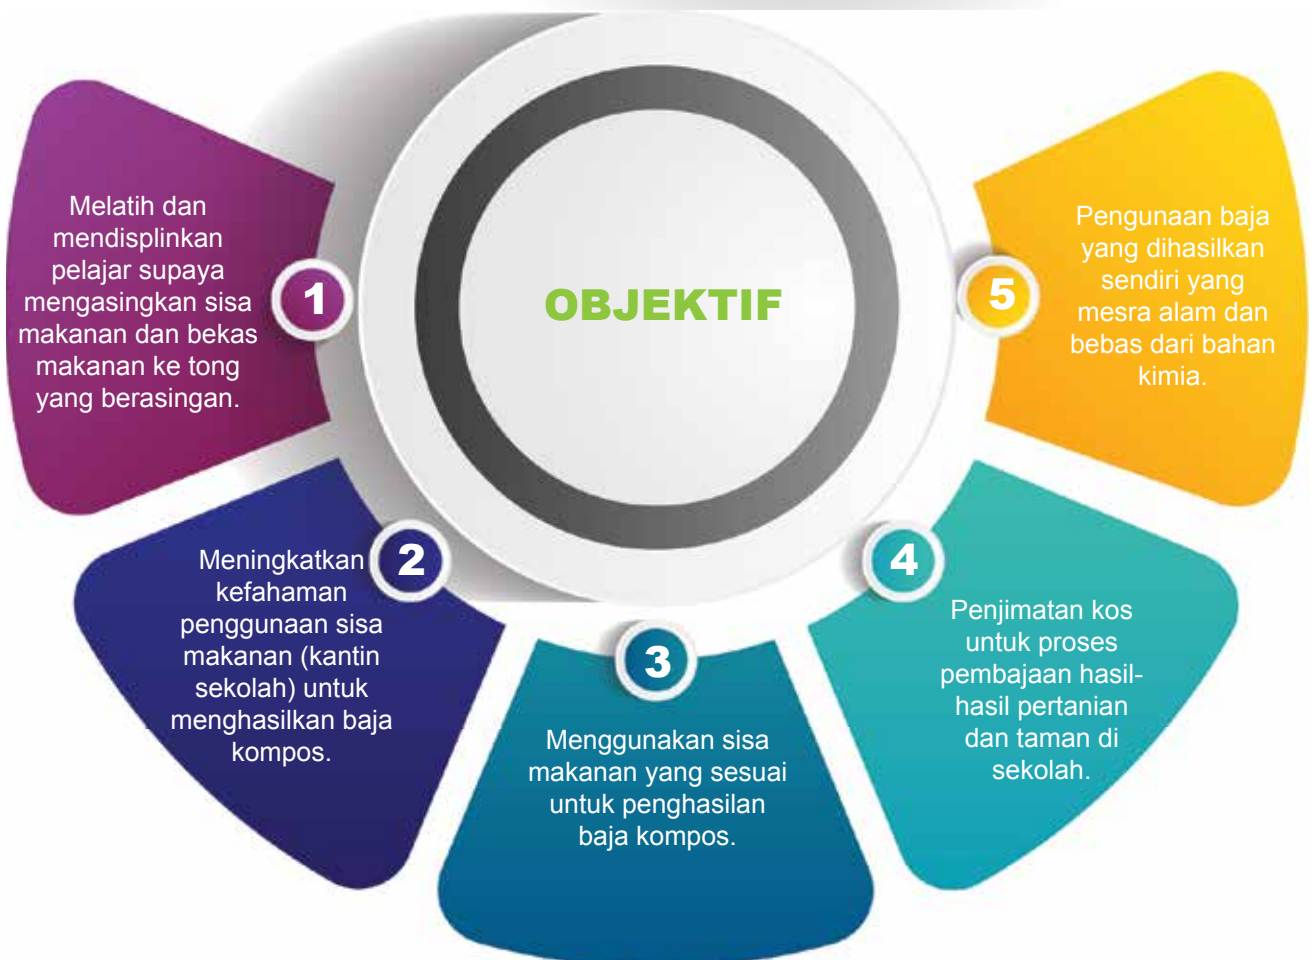 OBJEKTIF
1
Melatih dan
mendisplinkan
pelajar supaya
mengasingkan sisa
makanan dan bekas
makanan ke tong
yang berasingan.
2
Meningkatkan
kefahaman
penggunaan sisa
makanan (kantin
sekolah) untuk
menghasilkan baja
kompos.
3
Menggunakan sisa
makanan yang sesuai
untuk penghasilan
baja kompos.
4
Penjimatan kos
untuk proses
pembajaan hasil-
hasil pertanian
dan taman di
sekolah.
5
Pengunaan baja
yang dihasilkan
sendiri yang
mesra alam dan
bebas dari bahan
kimia.